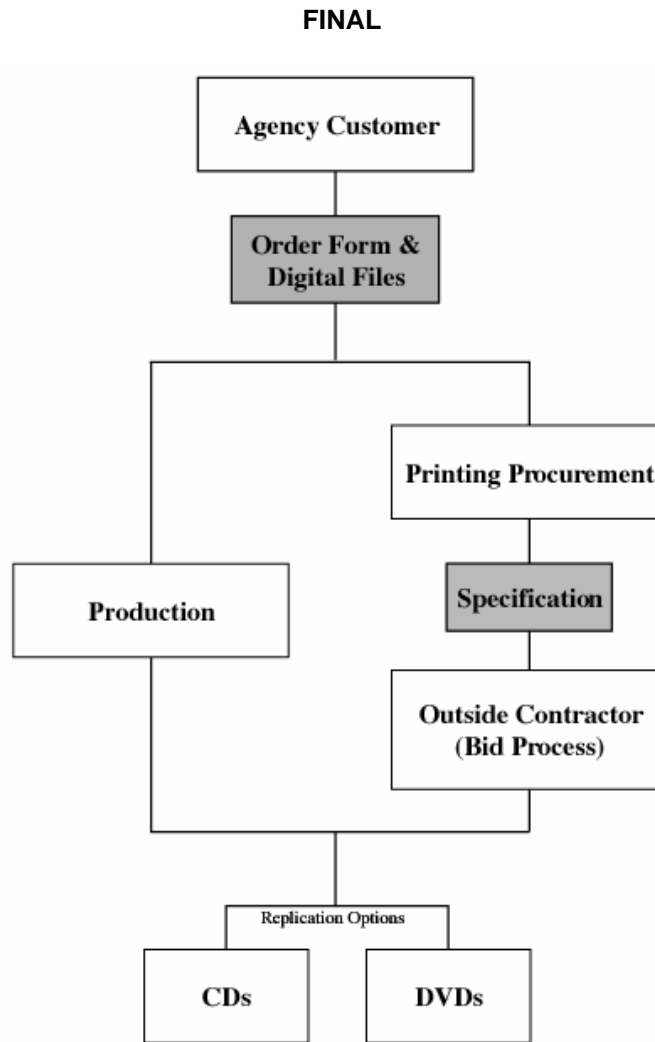 FINAL
Agency Customer
Order Form &
Digital Files
Printing Procurement
Production
Specification
Outside Contractor
(Bid Process)
Replication Options
CDs
DVDs